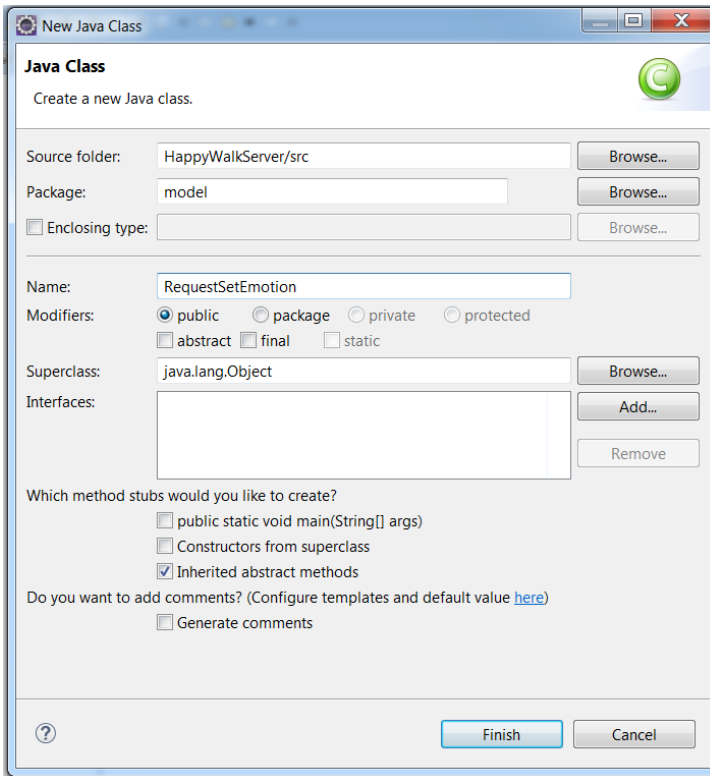 New Java Class
Java Class
Create a new Java class.
C
Source folder: HappyWalkServer/src Browse...
Package: model Browse...
Enclosing type: Browse...
Name: RequestSetEmotion
Modifiers: public package private protected
abstract final static
Superclass: java.lang.Object Browse...
Interfaces: Add...
Remove
Which method stubs would you like to create?
public static void main(String[] args)
Constructors from superclass
Inherited abstract methods
Do you want to add comments? (Configure templates and default value here)
Generate comments
? Finish Cancel